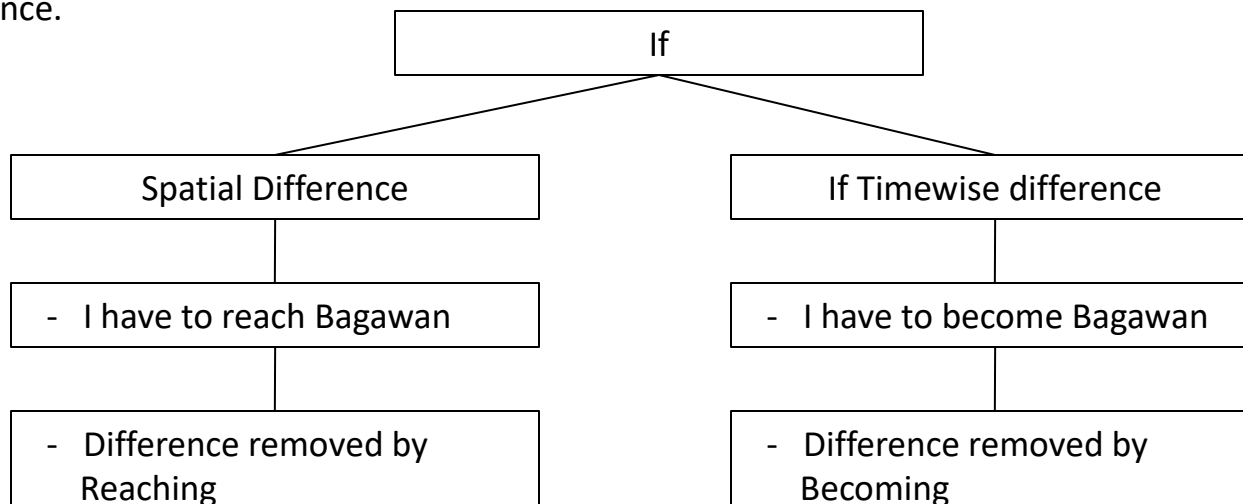 nce.
If
Spatial Difference
If Timewise difference
- I have to reach Bagawan
- I have to become Bagawan
- Difference removed by
Reaching
- Difference removed by
Becoming